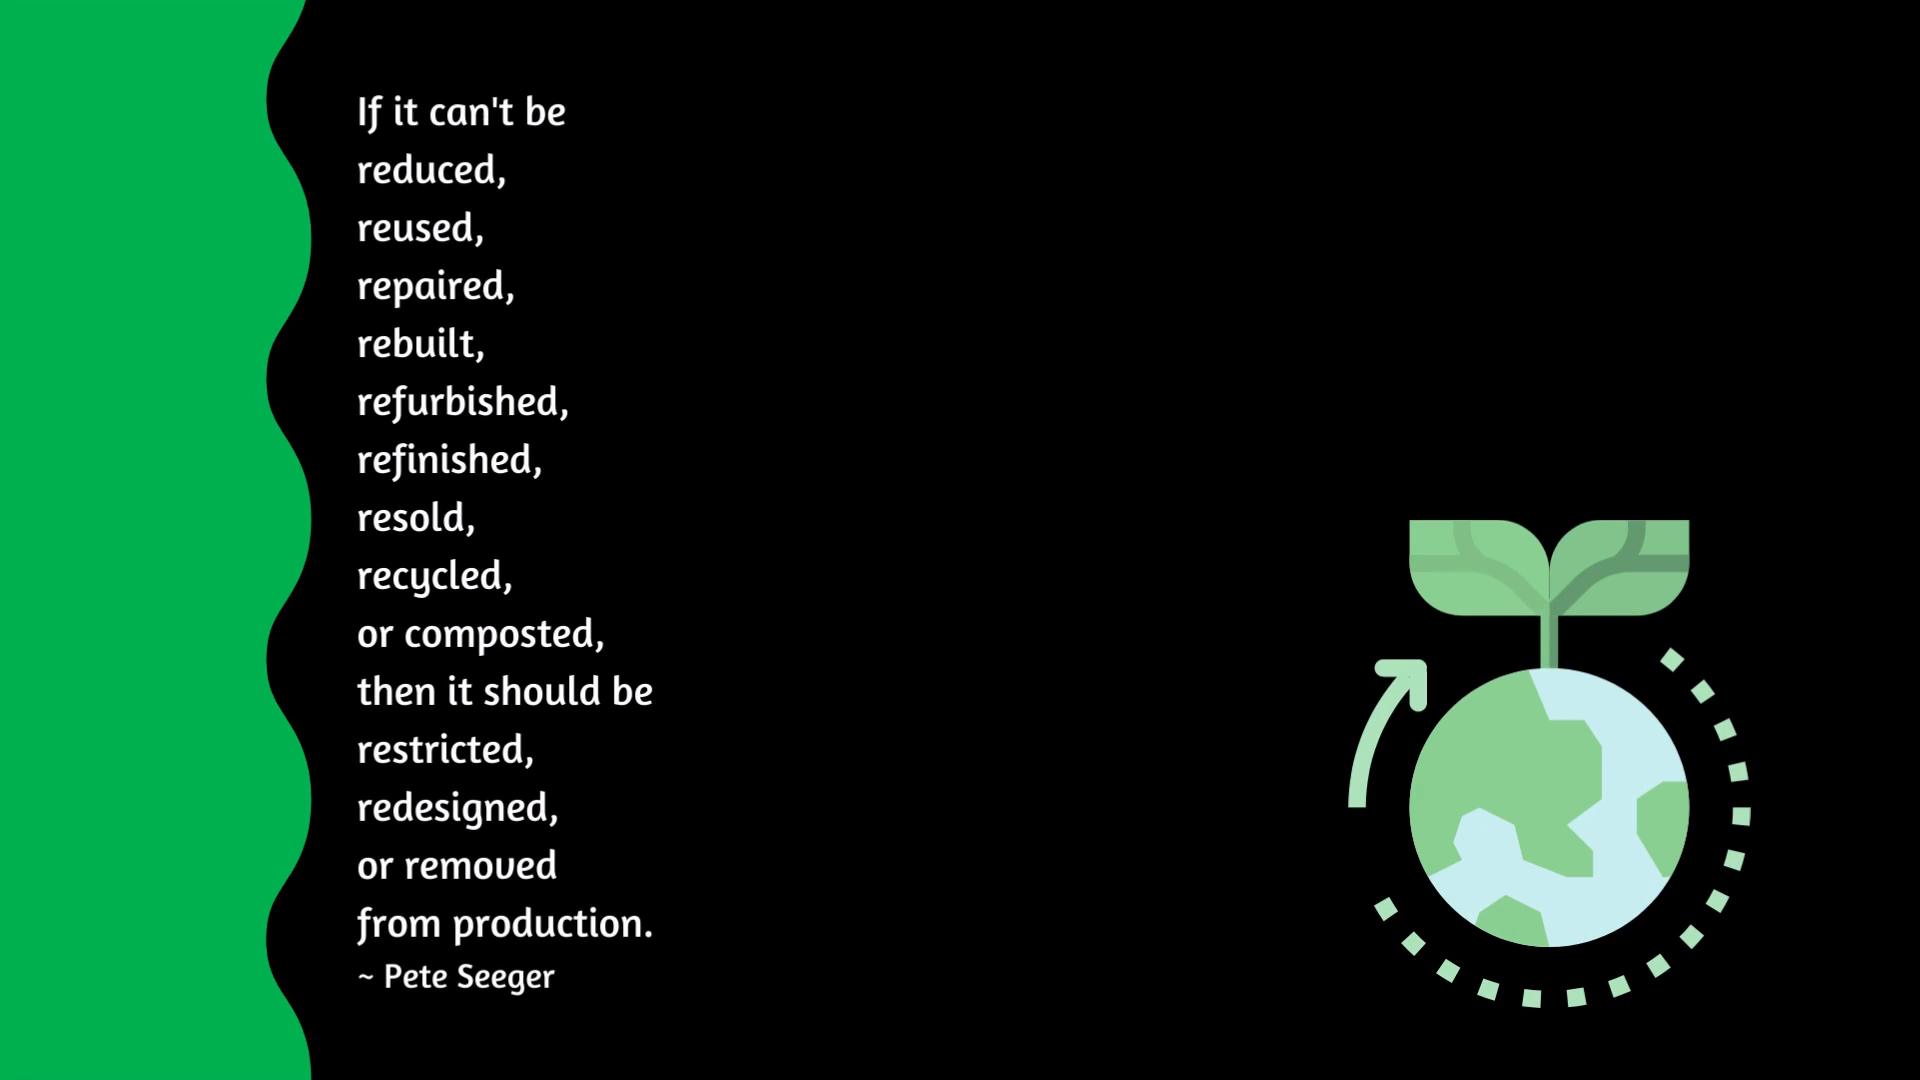 If it can't be
reduced,
reused,
repaired,
rebuilt,
refurbished,
refinished,
resold,
recycled,
or composted,
then it should be
restricted,
redesigned,
or removed
from production.
~ Pete Seeger